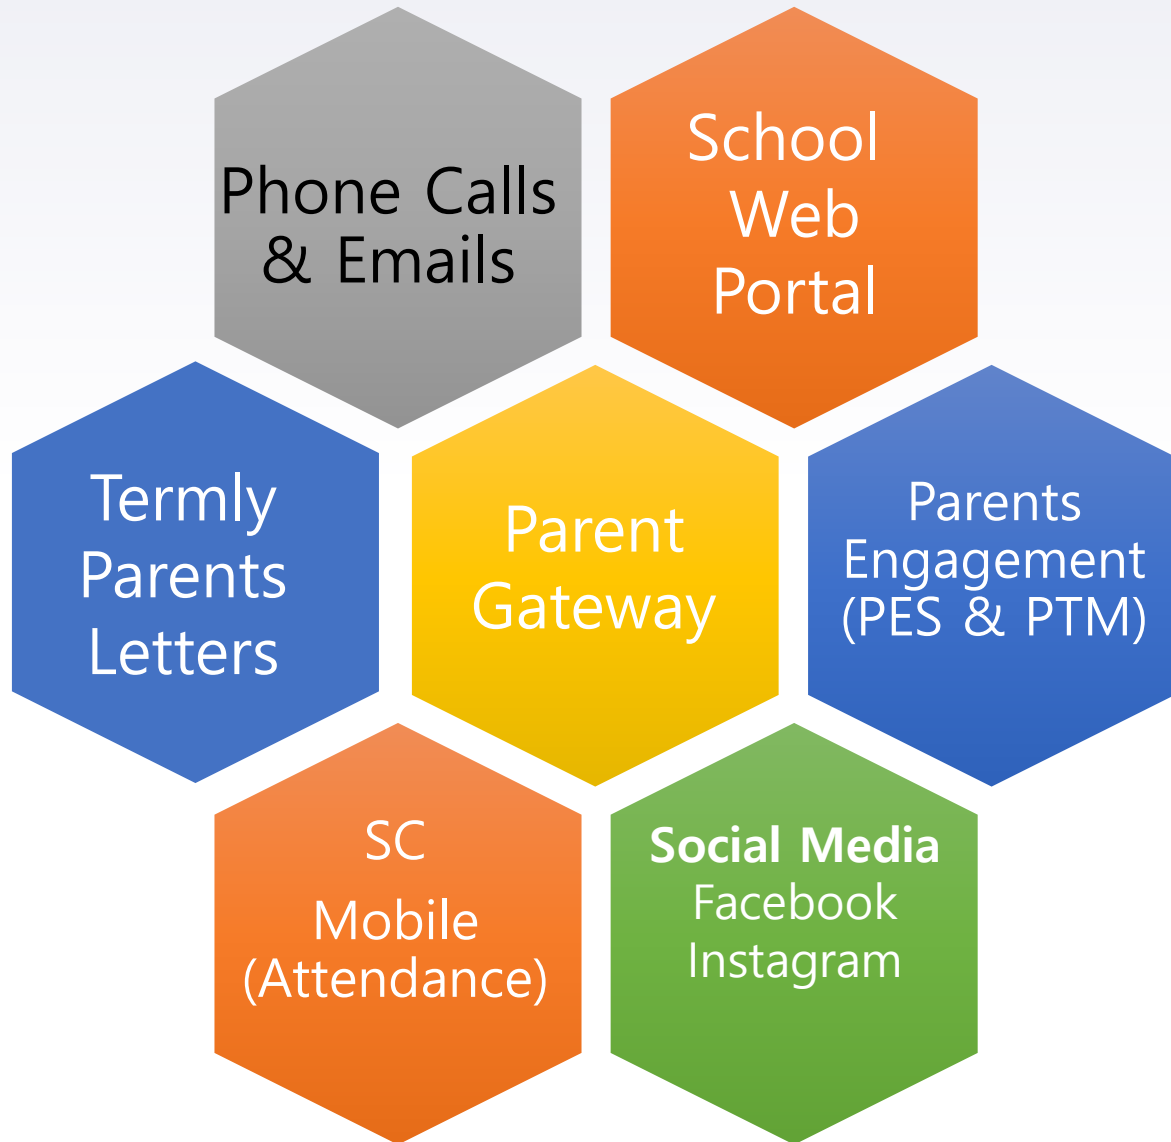 Phone Calls
& Emails
School
Web
Portal
Termly
Parents
Letters
Parent
Gateway
Parents
Engagement
(PES & PTM)
SC
Mobile
(Attendance)
Social Media
Facebook
Instagram